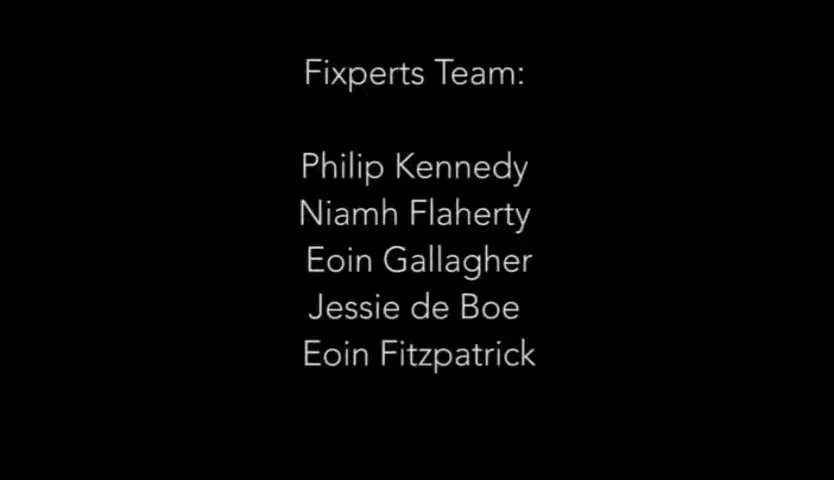 Fixperts Team:
Philip Kennedy
Niamh Flaherty
Eoin Gallagher
Jessie de Boe
Eoin Fitzpatrick